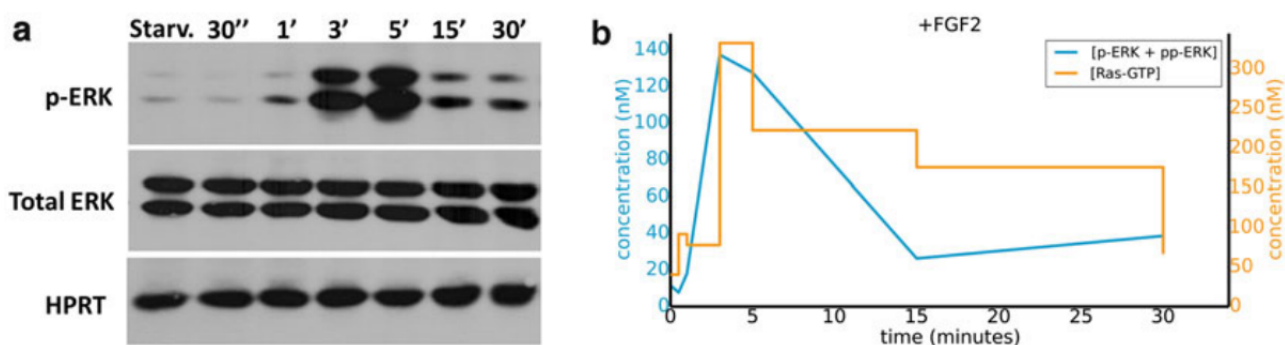 a
Starv. 30'' 1' 3' 5' 15' 30'
p-ERK
Total ERK
HPRT
b
+FGF2
[p-ERK + pp-ERK]
[Ras-GTP]
concentration (nM)
140
120
100
80
60
40
20
0
0 5 10 15 20 25 30
time (minutes)
300
250
200
150
100
50
0
concentration (nM)